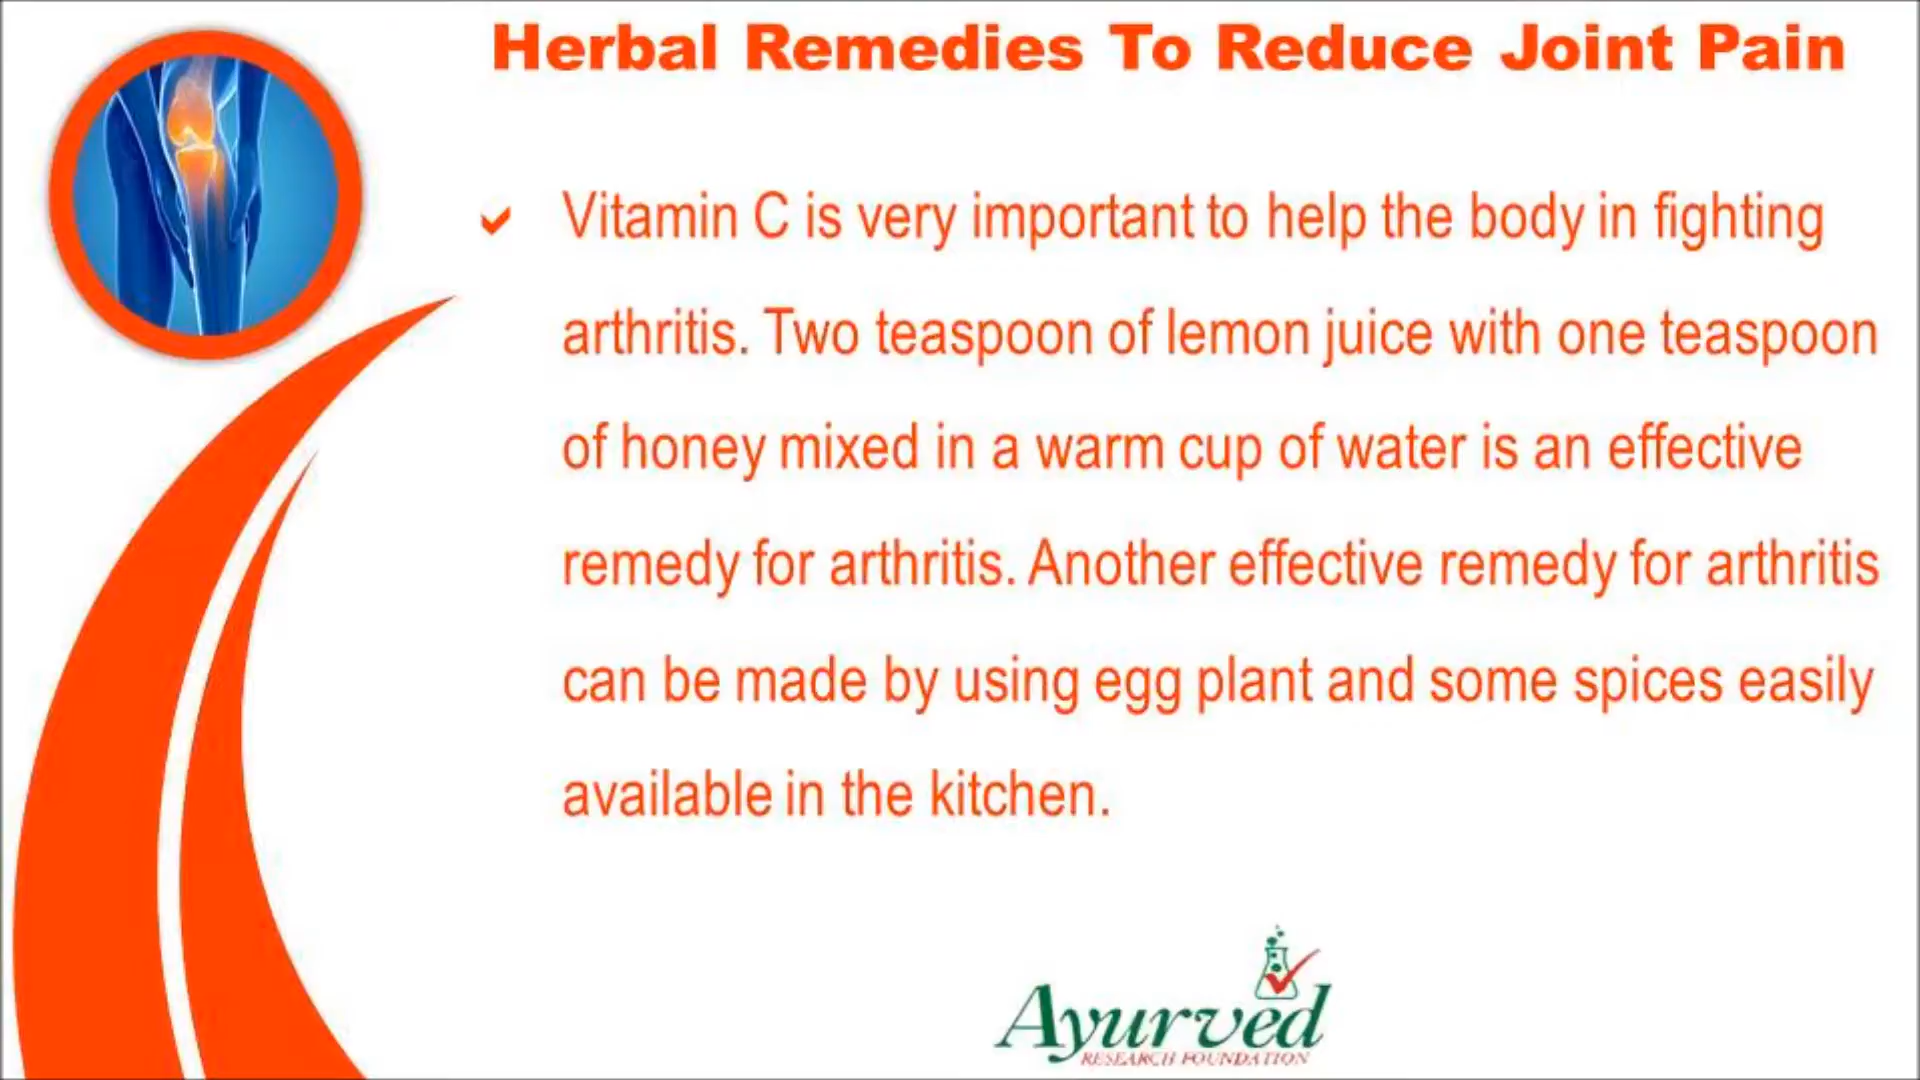 Herbal Remedies To Reduce Joint Pain
Vitamin C is very important to help the body in fighting
arthritis. Two teaspoon of lemon juice with one teaspoon
of honey mixed in a warm cup of water is an effective
remedy for arthritis. Another effective remedy for arthritis
can be made by using egg plant and some spices easily
available in the kitchen.
Ayurved
RESEARCH FOUNDATION